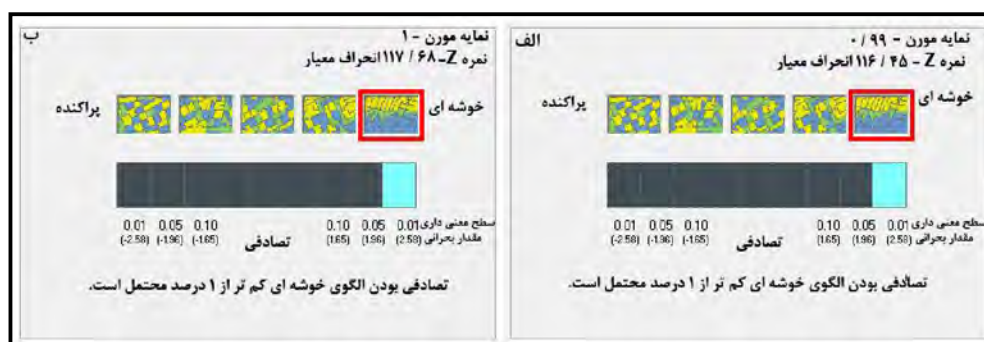 الف
نمایه مورن - ۰/۹۹
نمره Z - ۱۱۶/۴۵ انحراف معیار
خوشه ای
پراکنده
0.01 0.05 0.10 0.10 0.05 0.01 سطح معنی داری
(-2.58) (-1.96) (-1.65) تصادفی (1.65) (1.96) (2.58) مقدار بحرانی
تصادفی بودن الگوی خوشه ای کم تر از ۱ درصد محتمل است.
ب
نمایه مورن - ۱
نمره Z- ۱۱۷/۶۸ انحراف معیار
خوشه ای
پراکنده
0.01 0.05 0.10 0.10 0.05 0.01 سطح معنی داری
(-2.58) (-1.96) (-1.65) تصادفی (1.65) (1.96) (2.58) مقدار بحرانی
تصادفی بودن الگوی خوشه ای کم تر از ۱ درصد محتمل است.